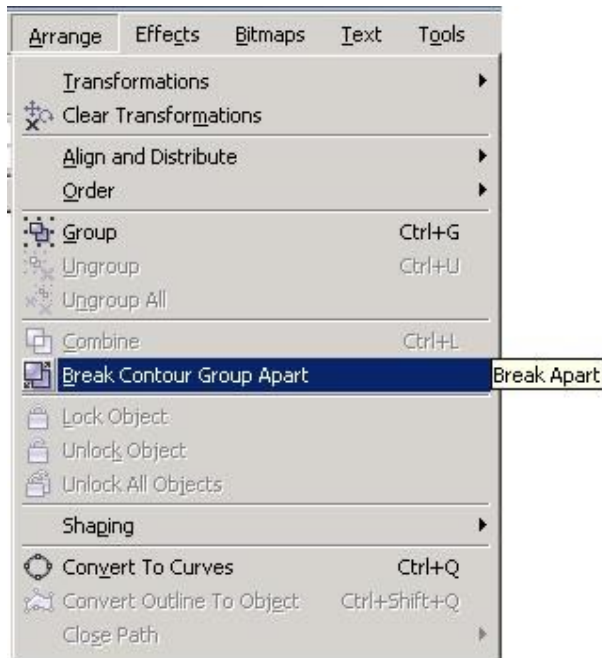 Arrange Effects Bitmaps Text Tools
Transformations
Clear Transformations
Align and Distribute
Order
Group Ctrl+G
Ungroup Ctrl+U
Ungroup All
Combine Ctrl+L
Break Contour Group Apart Break Apart
Lock Object
Unlock Object
Unlock All Objects
Shaping
Convert To Curves Ctrl+Q
Convert Outline To Object Ctrl+Shift+Q
Close Path